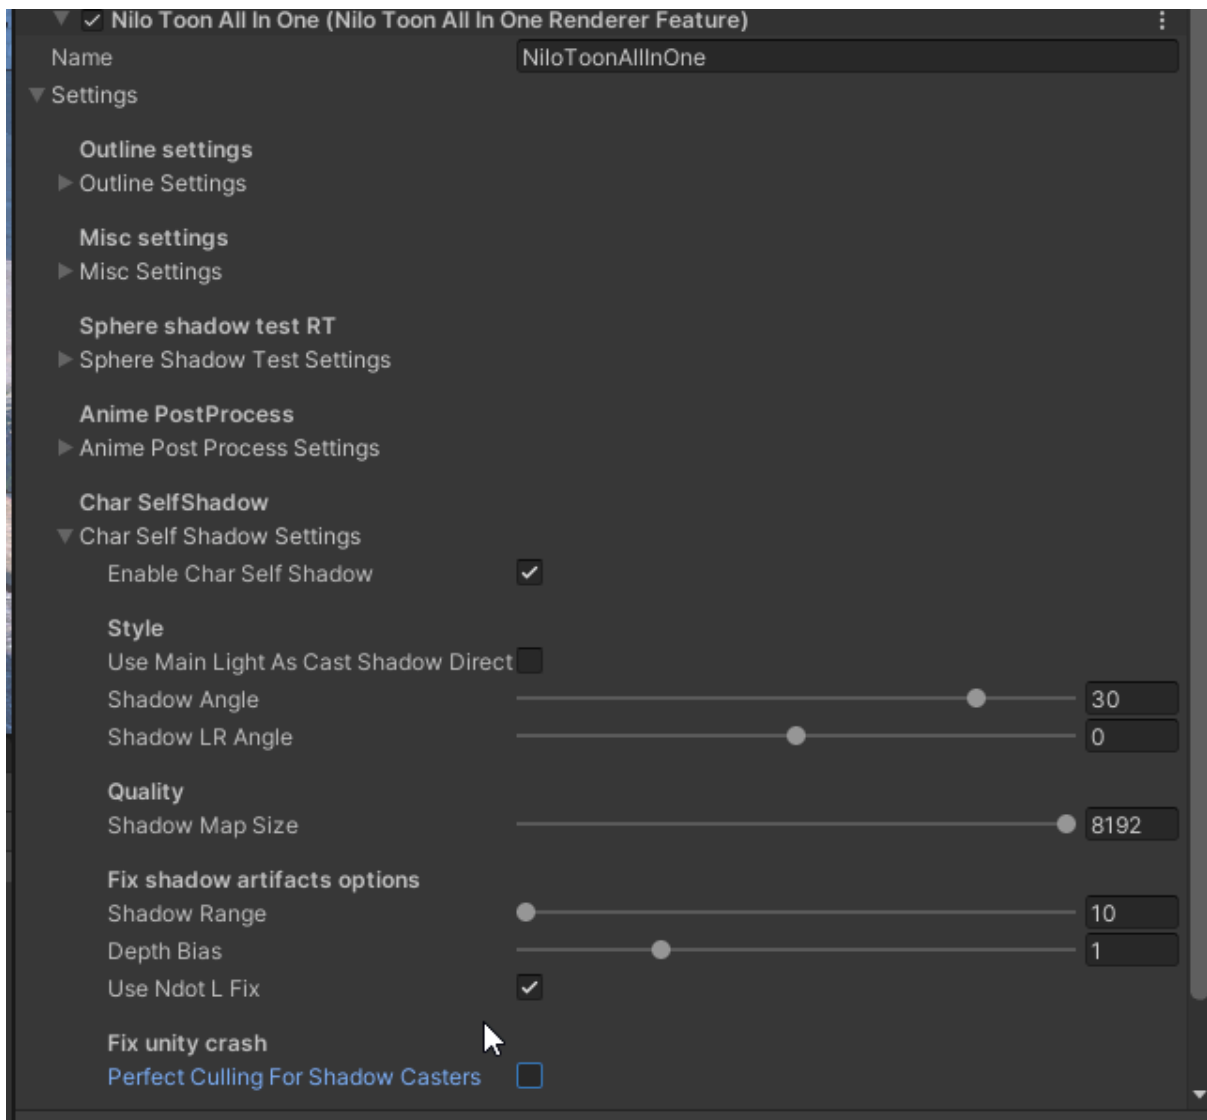 Nilo Toon All In One (Nilo Toon All In One Renderer Feature)
Name NiloToonAllInOne
Settings
Outline settings
Outline Settings
Misc settings
Misc Settings
Sphere shadow test RT
Sphere Shadow Test Settings
Anime PostProcess
Anime Post Process Settings
Char SelfShadow
Char Self Shadow Settings
Enable Char Self Shadow
Style
Use Main Light As Cast Shadow Direct
Shadow Angle 30
Shadow LR Angle 0
Quality
Shadow Map Size 8192
Fix shadow artifacts options
Shadow Range 10
Depth Bias 1
Use Ndot L Fix
Fix unity crash
Perfect Culling For Shadow Casters